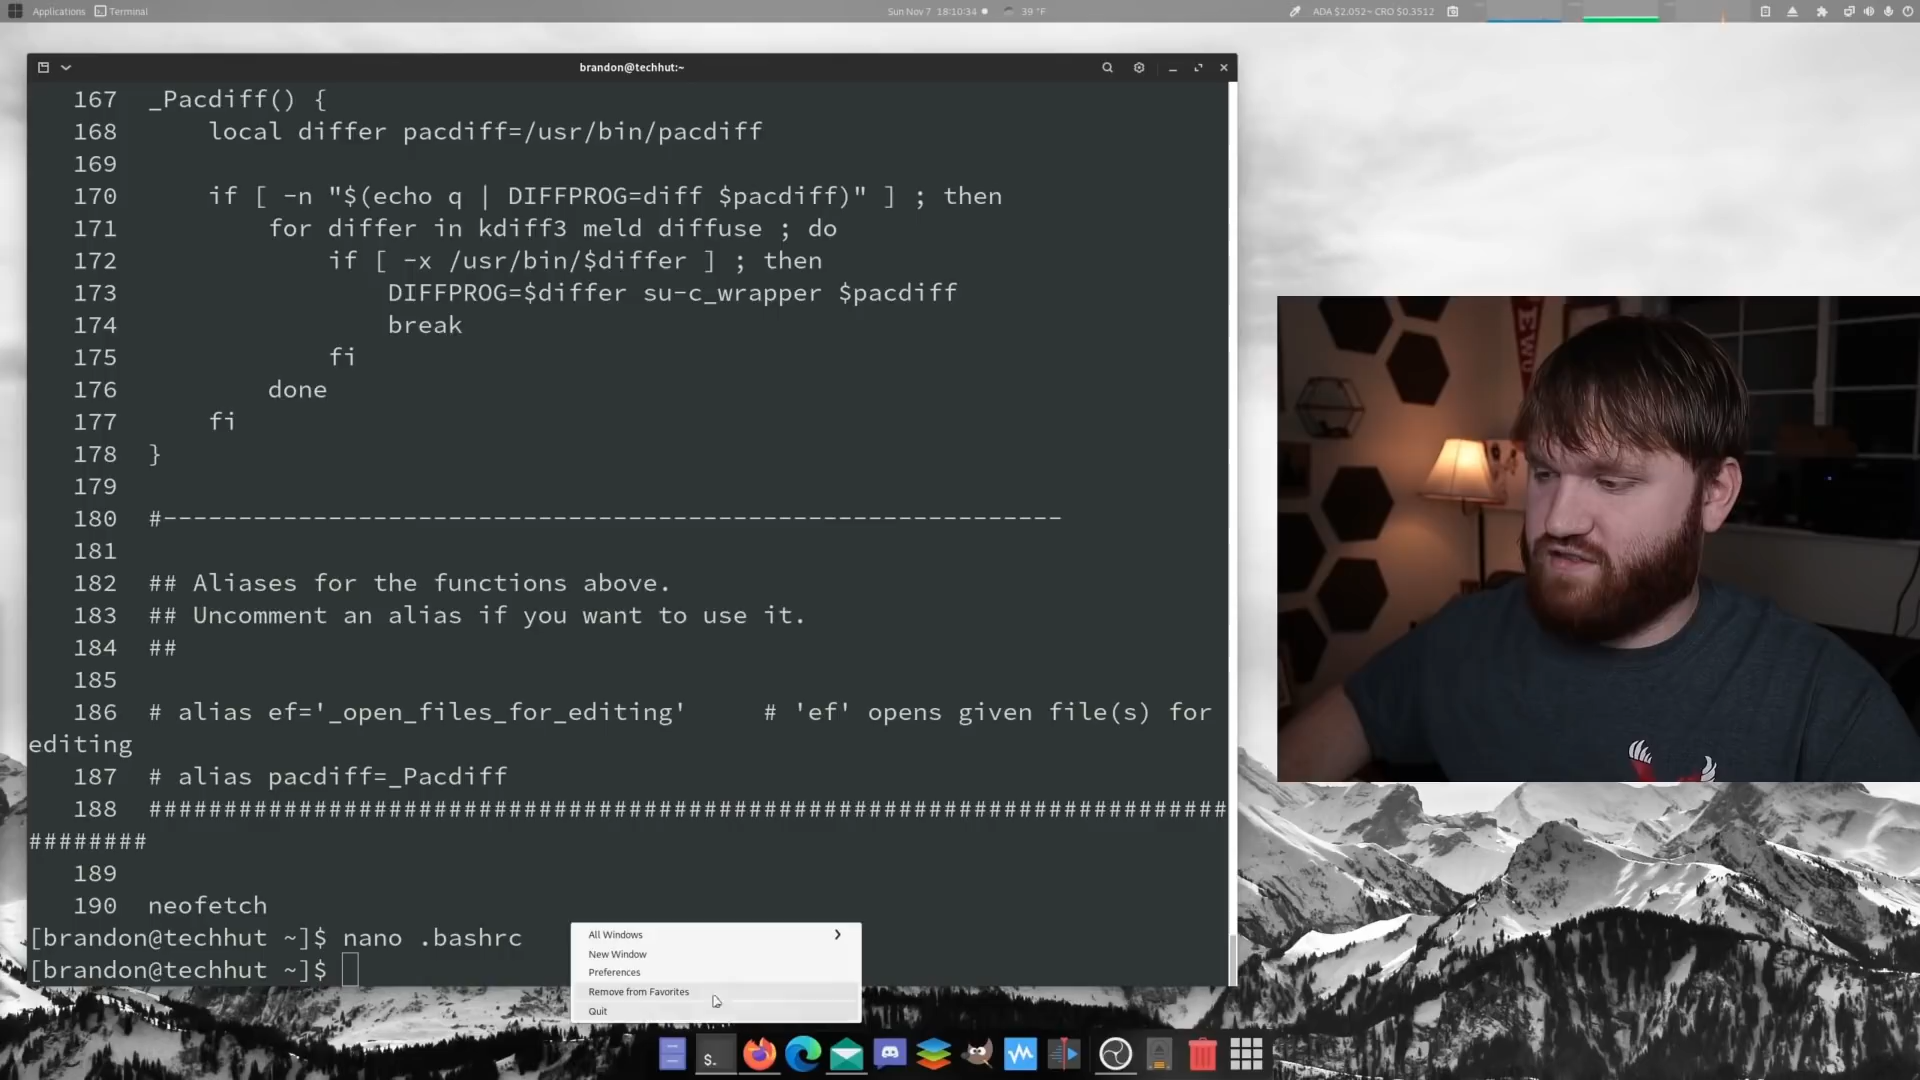 Applications Terminal Sun Nov 7 18:10:34 39 °F ADA $2.052~ CRO $0.3512
brandon@techhut:~
167 _Pacdiff() {
168 local differ pacdiff=/usr/bin/pacdiff
169
170 if [ -n "$(echo q | DIFFPROG=diff $pacdiff)" ] ; then
171 for differ in kdiff3 meld diffuse ; do
172 if [ -x /usr/bin/$differ ] ; then
173 DIFFPROG=$differ su-c_wrapper $pacdiff
174 break
175 fi
176 done
177 fi
178 }
179
180 #------------------------------------------------------------
181
182 ## Aliases for the functions above.
183 ## Uncomment an alias if you want to use it.
184 ##
185
186 # alias ef='_open_files_for_editing' # 'ef' opens given file(s) for
editing
187 # alias pacdiff=_Pacdiff
188 ########################################################################
########
189
190 neofetch
[brandon@techhut ~]$ nano .bashrc
[brandon@techhut ~]$
All Windows
New Window
Preferences
Remove from Favorites
Quit
$_
EWU